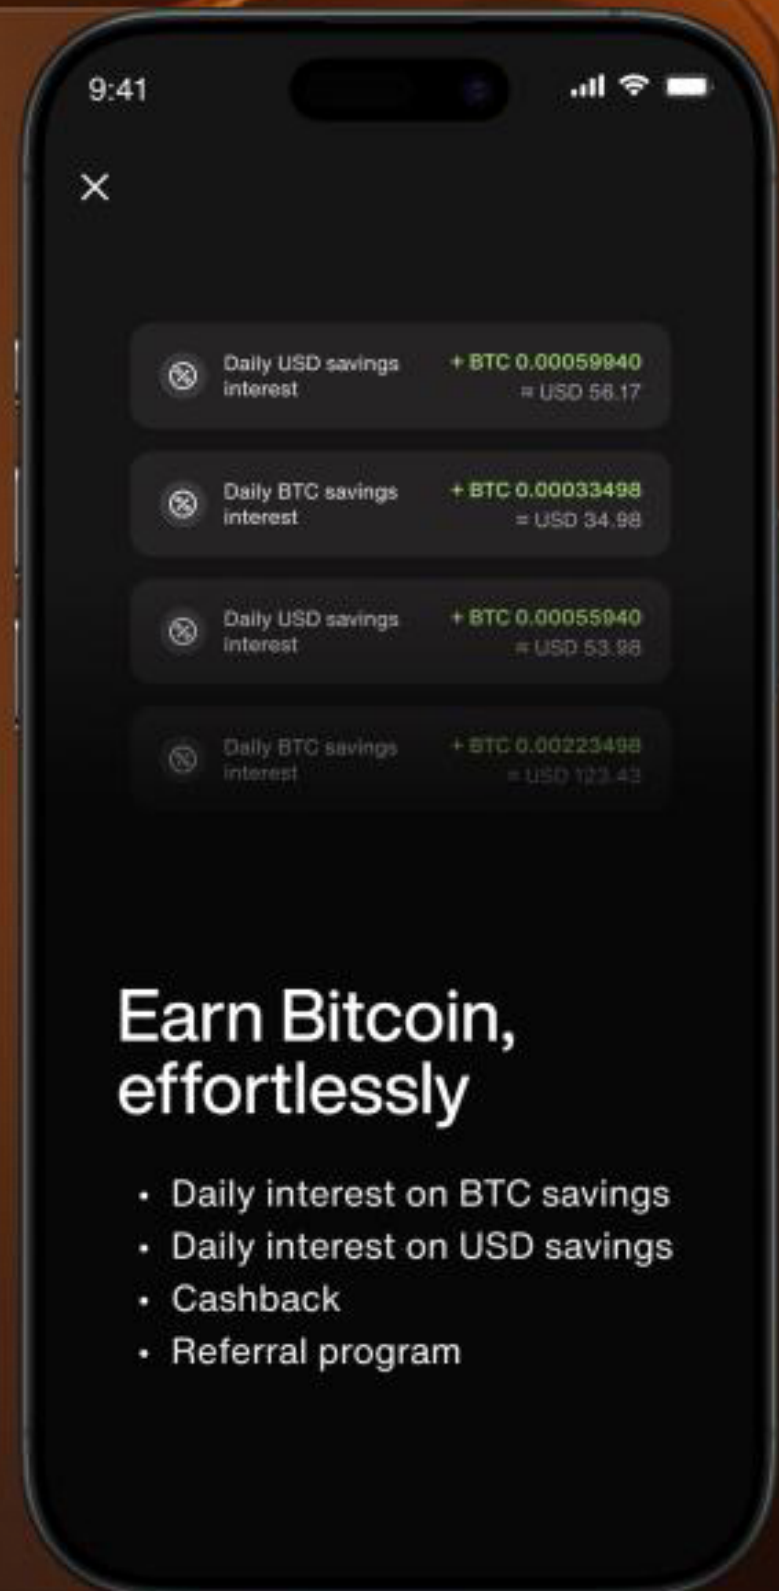 9:41
Daily USD savings
interest
+ BTC 0.00059940
≈ USD 56.17
Daily BTC savings
interest
+ BTC 0.00033498
≈ USD 34.98
Daily USD savings
interest
+ BTC 0.00055940
≈ USD 53.98
Daily BTC savings
interest
+ BTC 0.00223498
≈ USD 123.43
Earn Bitcoin,
effortlessly
• Daily interest on BTC savings
• Daily interest on USD savings
• Cashback
• Referral program